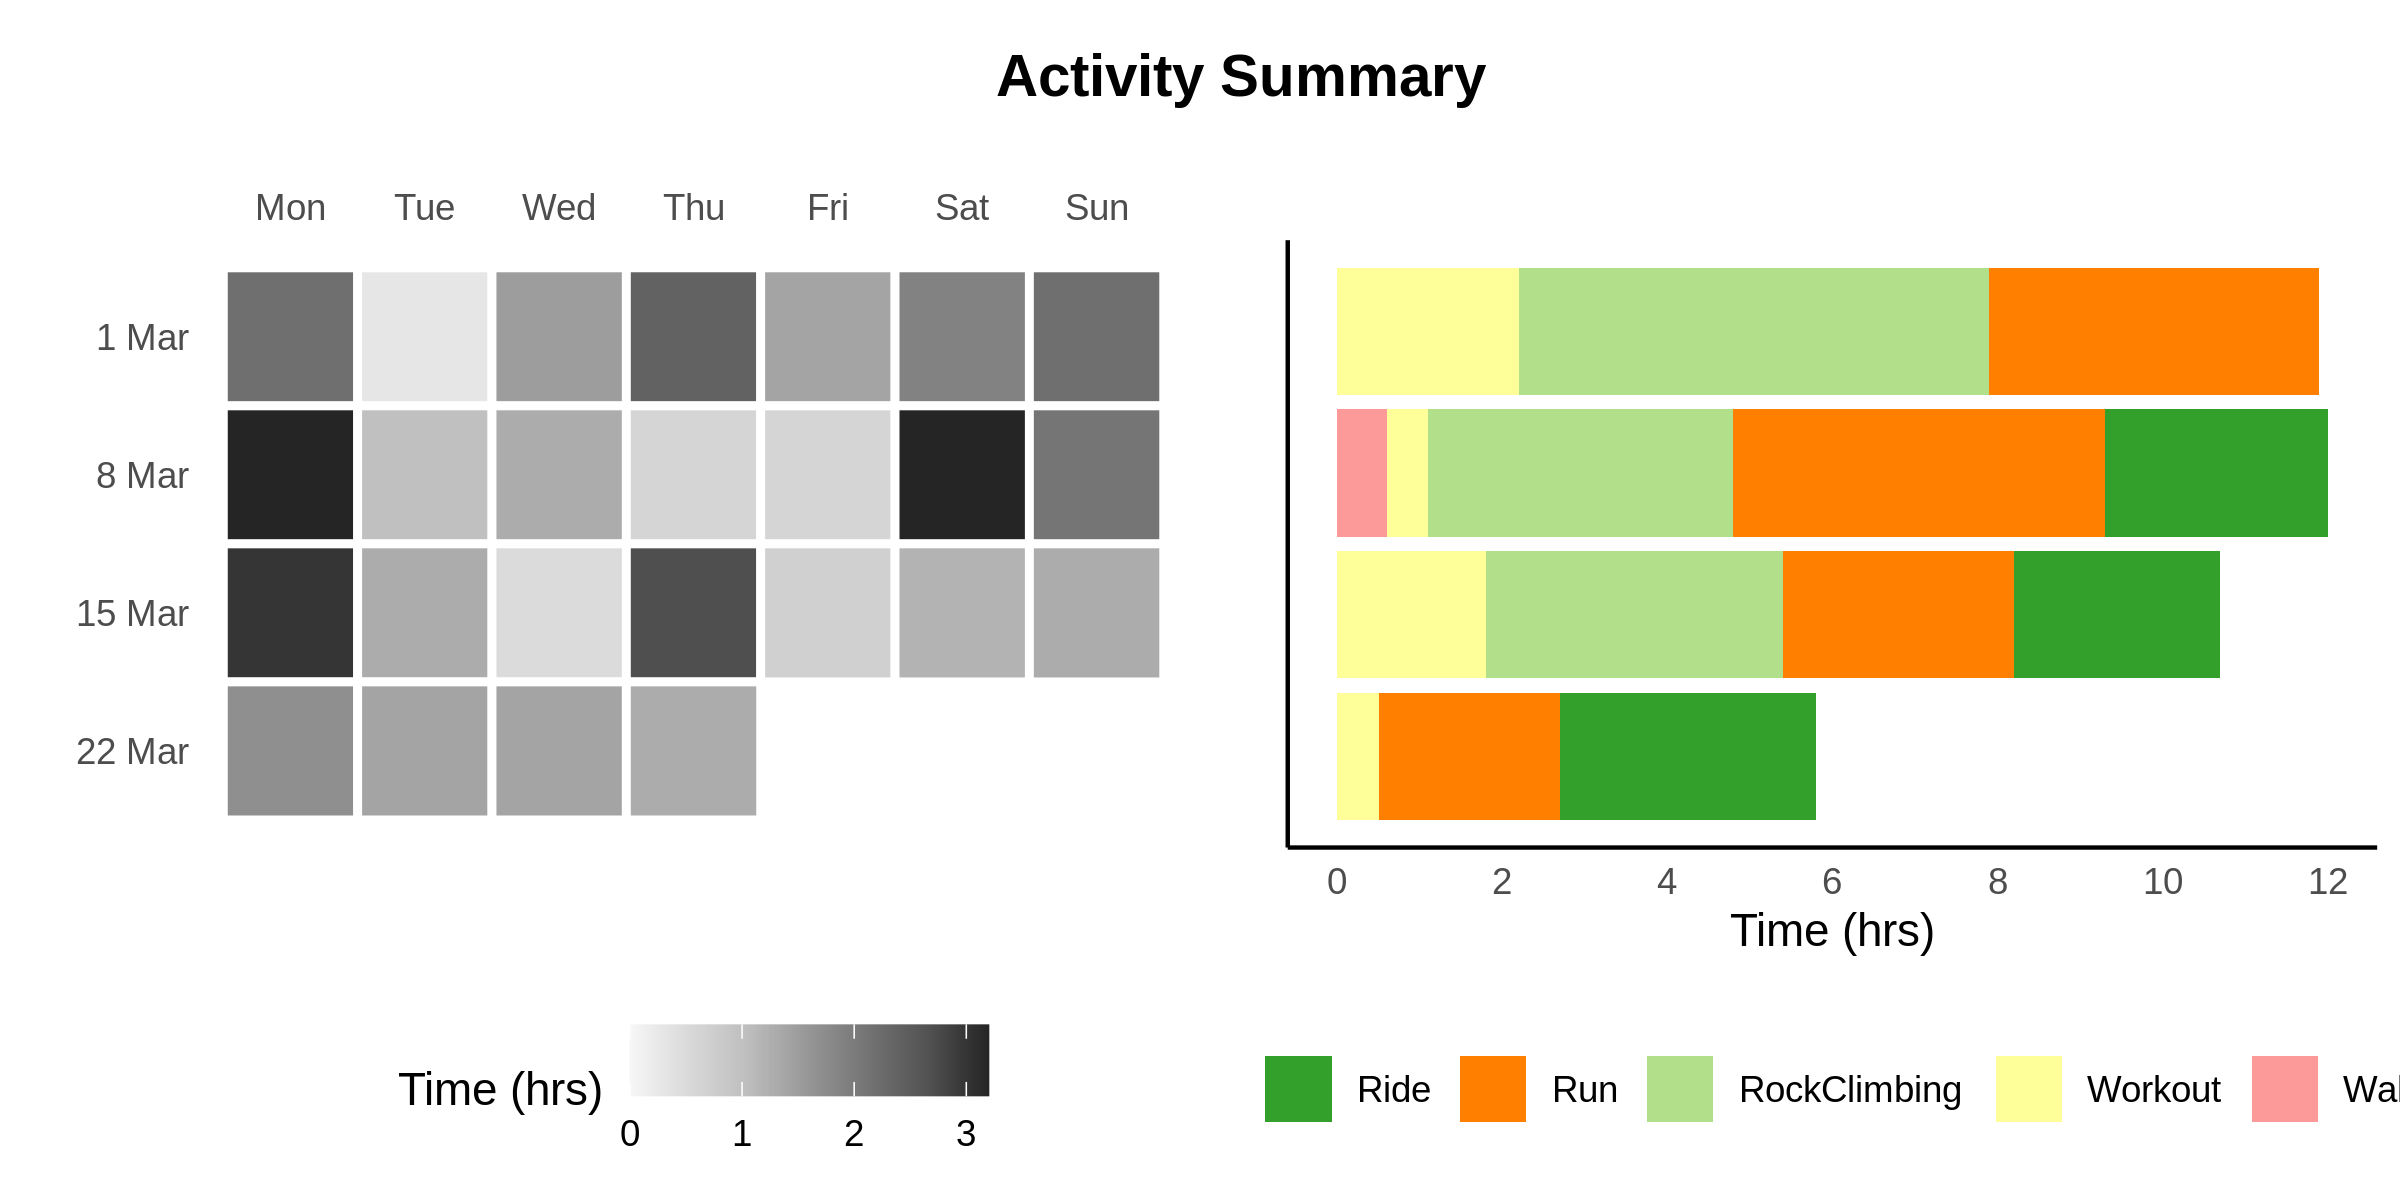 Activity Summary
Mon Tue Wed Thu Fri Sat Sun
1 Mar
8 Mar
15 Mar
22 Mar
0 2 4 6 8 10 12
Time (hrs)
Time (hrs)
0 1 2 3
Ride Run RockClimbing Workout